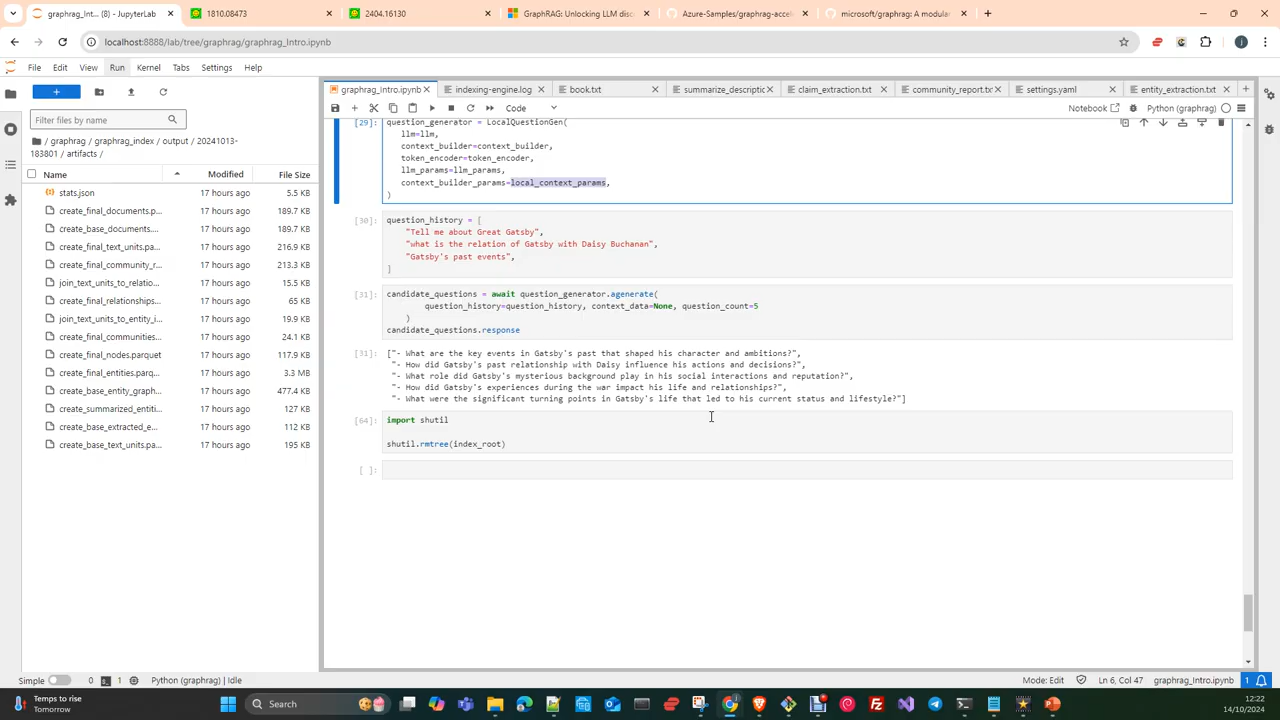 graphrag_Int... (8) - JupyterLab
1810.08473
2404.16130
GraphRAG: Unlocking LLM disc
Azure-Samples/graphrag-accele
microsoft/graphrag: A modular
localhost:8888/lab/tree/graphrag/graphrag_Intro.ipynb
File Edit View Run Kernel Tabs Settings Help
graphrag_Intro.ipynb
indexing-engine.log
book.txt
summarize_descriptic
claim_extraction.txt
community_report.txt
settings.yaml
entity_extraction.txt
Code
Notebook
Python (graphrag)
Filter files by name
/ graphrag / graphrag_index / output / 20241013-
183801 / artifacts /
Name Modified File Size
stats.json 17 hours ago 5.5 KB
create_final_documents.p... 17 hours ago 189.7 KB
create_base_documents.... 17 hours ago 189.7 KB
create_final_text_units.pa... 17 hours ago 216.9 KB
create_final_community_r... 17 hours ago 213.3 KB
join_text_units_to_relatio... 17 hours ago 15.5 KB
create_final_relationships... 17 hours ago 65 KB
join_text_units_to_entity_i... 17 hours ago 19.9 KB
create_final_communities... 17 hours ago 24.1 KB
create_final_nodes.parquet 17 hours ago 117.9 KB
create_final_entities.parq... 17 hours ago 3.3 MB
create_base_entity_graph... 17 hours ago 477.4 KB
create_summarized_entiti... 17 hours ago 127 KB
create_base_extracted_e... 17 hours ago 112 KB
create_base_text_units.pa... 17 hours ago 195 KB
[29]: question_generator = LocalQuestionGen(
llm=llm,
context_builder=context_builder,
token_encoder=token_encoder,
llm_params=llm_params,
context_builder_params=local_context_params,
)
[30]: question_history = [
"Tell me about Great Gatsby",
"what is the relation of Gatsby with Daisy Buchanan",
"Gatsby's past events",
]
[31]: candidate_questions = await question_generator.agenerate(
question_history=question_history, context_data=None, question_count=5
)
candidate_questions.response
[31]: ["- What are the key events in Gatsby's past that shaped his character and ambitions?",
"- How did Gatsby's past relationship with Daisy influence his actions and decisions?",
"- What role did Gatsby's mysterious background play in his social interactions and reputation?",
"- How did Gatsby's experiences during the war impact his life and relationships?",
"- What were the significant turning points in Gatsby's life that led to his current status and lifestyle?"]
[64]: import shutil
shutil.rmtree(index_root)
[ ]:
Simple 0 1 Python (graphrag) | Idle Mode: Edit Ln 6, Col 47 graphrag_Intro.ipynb 1
Temps to rise
Tomorrow
Search
12:22
14/10/2024